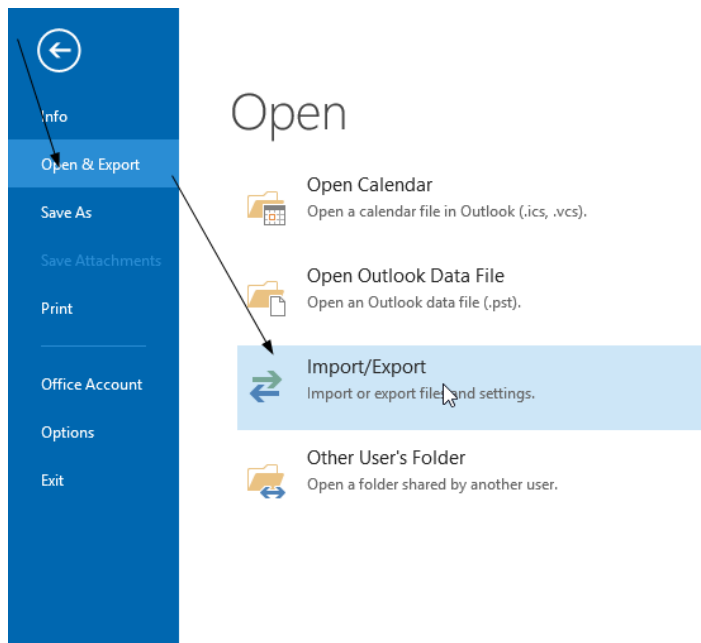 Info
Open & Export
Save As
Save Attachments
Print
Office Account
Options
Exit
Open
Open Calendar
Open a calendar file in Outlook (.ics, .vcs).
Open Outlook Data File
Open an Outlook data file (.pst).
Import/Export
Import or export files and settings.
Other User's Folder
Open a folder shared by another user.